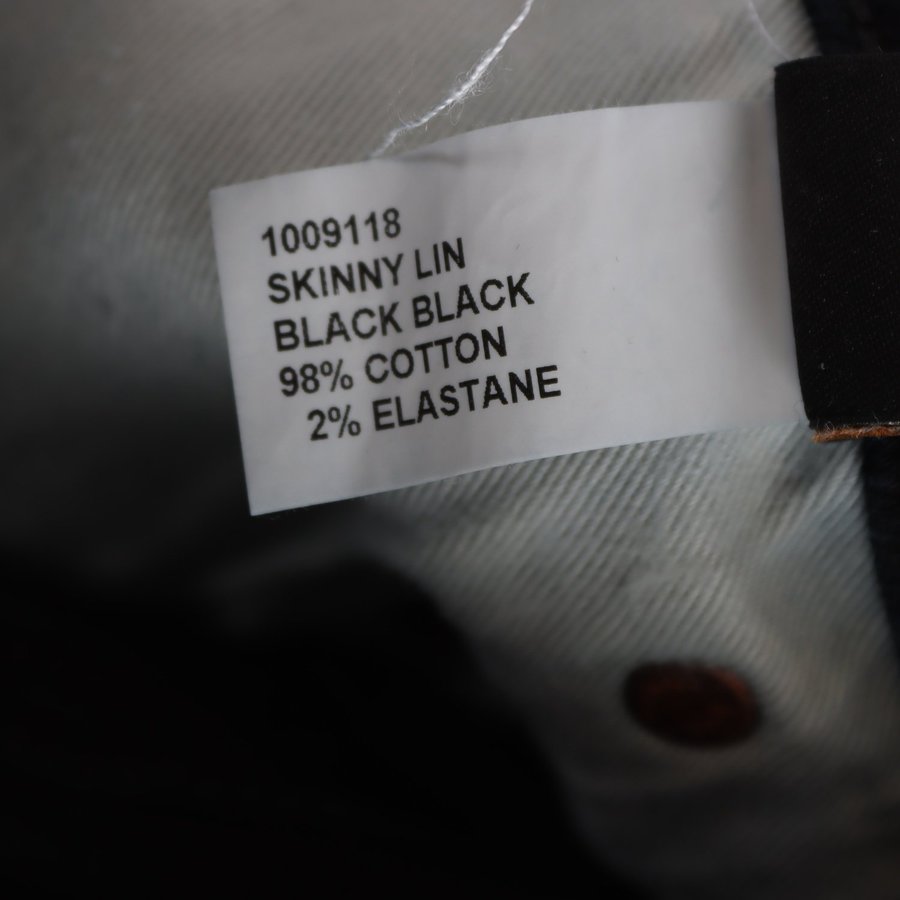 1009118
SKINNY LIN
BLACK BLACK
98% COTTON
2% ELASTANE